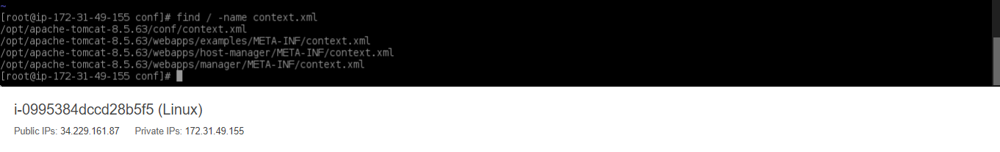 ~
[root@ip-172-31-49-155 conf]# find / -name context.xml
/opt/apache-tomcat-8.5.63/conf/context.xml
/opt/apache-tomcat-8.5.63/webapps/examples/META-INF/context.xml
/opt/apache-tomcat-8.5.63/webapps/host-manager/META-INF/context.xml
/opt/apache-tomcat-8.5.63/webapps/manager/META-INF/context.xml
[root@ip-172-31-49-155 conf]#
i-0995384dccd28b5f5 (Linux)
Public IPs: 34.229.161.87 Private IPs: 172.31.49.155